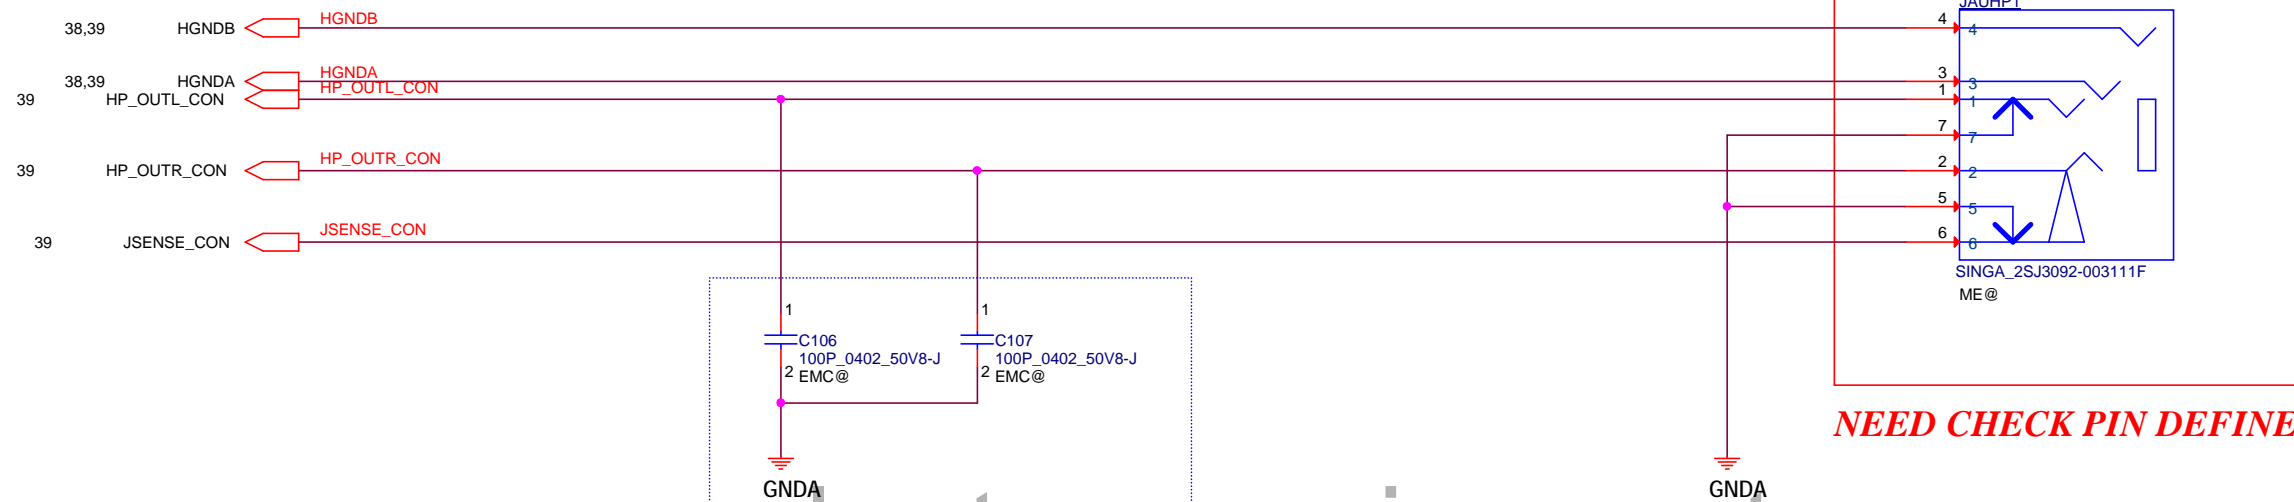 JAUHP1
38,39 HGNDB HGNDB 4 4
38,39 HGNDA HGNDA 3 3
39 HP_OUTL_CON HP_OUTL_CON 1 1
7 7
39 HP_OUTR_CON HP_OUTR_CON 2 2
5 5
39 JSENSE_CON JSENSE_CON 6 6
SINGA_2SJ3092-003111F
ME@
1 1
C106 C107
100P_0402_50V8-J 100P_0402_50V8-J
2 EMC@ 2 EMC@
NEED CHECK PIN DEFINE
GNDA GNDA